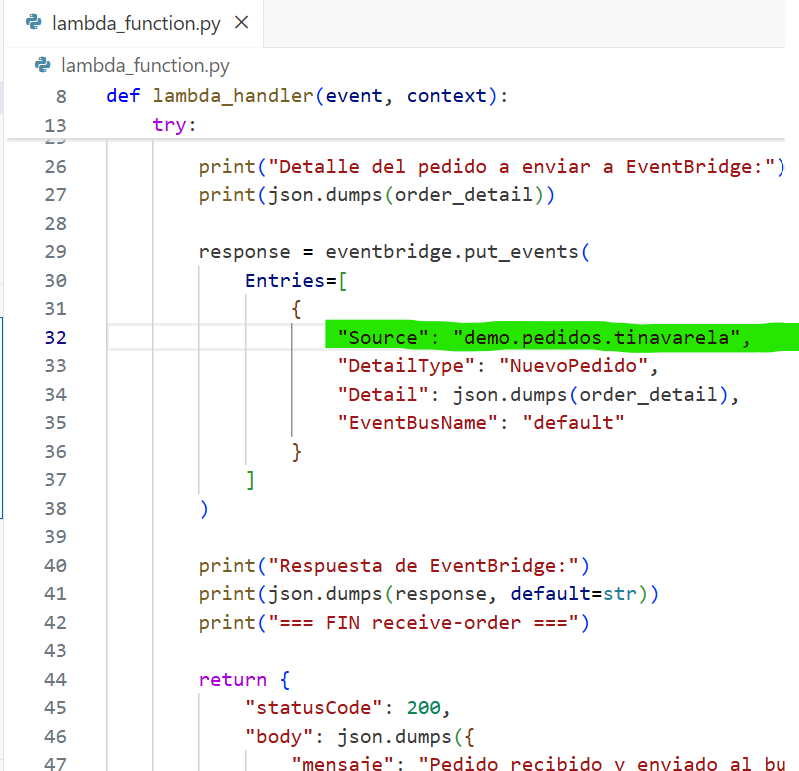 lambda_function.py
lambda_function.py
8 def lambda_handler(event, context):
13 try:
26 print("Detalle del pedido a enviar a EventBridge:")
27 print(json.dumps(order_detail))
28
29 response = eventbridge.put_events(
30 Entries=[
31 {
32 "Source": "demo.pedidos.tinavarela",
33 "DetailType": "NuevoPedido",
34 "Detail": json.dumps(order_detail),
35 "EventBusName": "default"
36 }
37 ]
38 )
39
40 print("Respuesta de EventBridge:")
41 print(json.dumps(response, default=str))
42 print("=== FIN receive-order ===")
43
44 return {
45 "statusCode": 200,
46 "body": json.dumps({
47 "mensaje": "Pedido recibido y enviado al bu